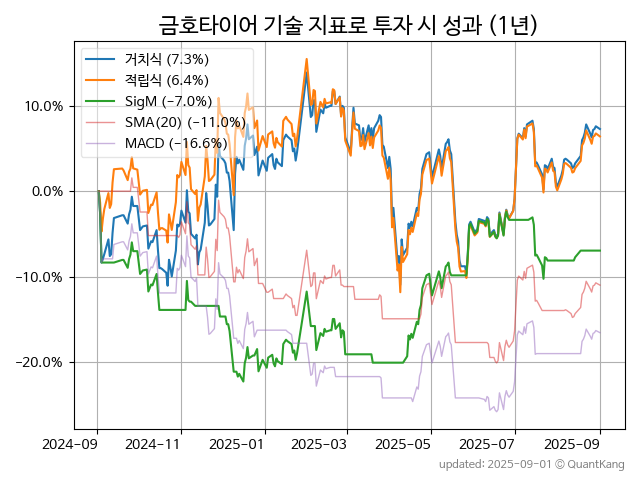 금호타이어 기술 지표로 투자 시 성과 (1년)
거치식 (7.3%)
적립식 (6.4%)
SigM (−7.0%)
SMA(20) (−11.0%)
MACD (−16.6%)
10.0%
0.0%
−10.0%
−20.0%
2024-09 2024-11 2025-01 2025-03 2025-05 2025-07 2025-09
updated: 2025-09-01 © QuantKang